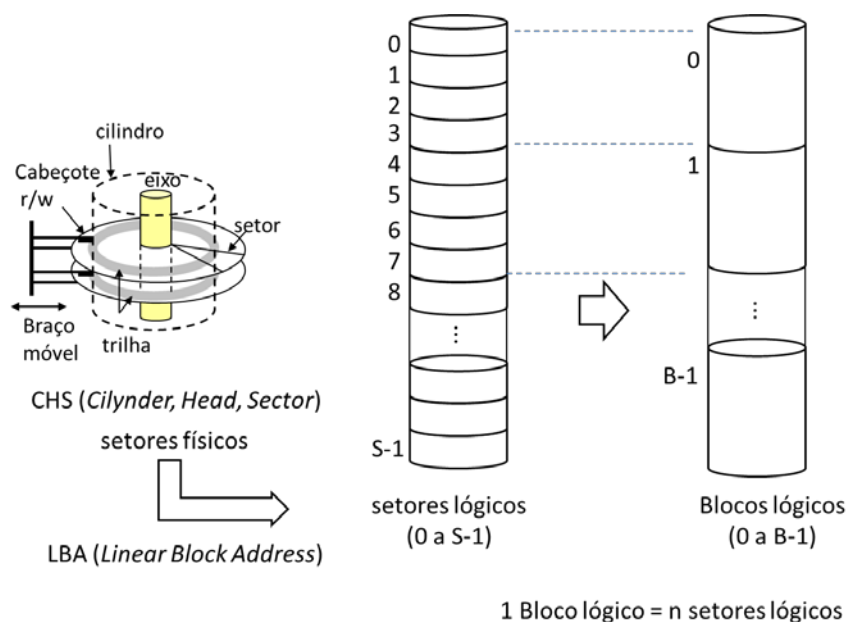 cilindro
Cabeçote
r/w
eixo
setor
Braço
móvel
trilha
CHS (Cilynder, Head, Sector)
setores físicos
LBA (Linear Block Address)
0
1
2
3
4
5
6
7
8
...
S-1
setores lógicos
(0 a S-1)
0
1
...
B-1
Blocos lógicos
(0 a B-1)
1 Bloco lógico = n setores lógicos